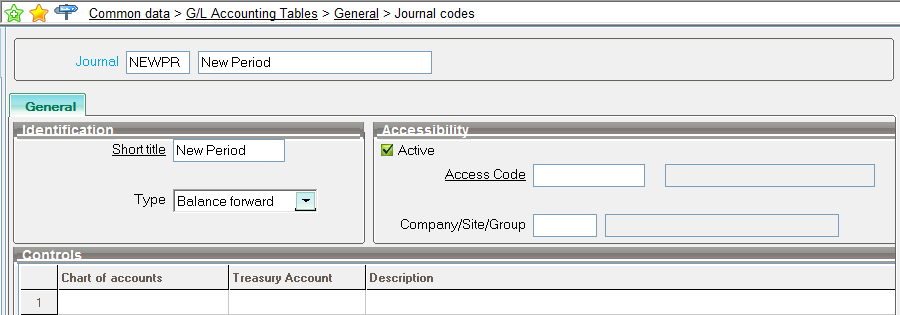 Common data > G/L Accounting Tables > General > Journal codes
Journal NEWPR New Period
General
Identification
Short title New Period
Type Balance forward
Accessibility
Active
Access Code
Company/Site/Group
Controls
Chart of accounts Treasury Account Description
1